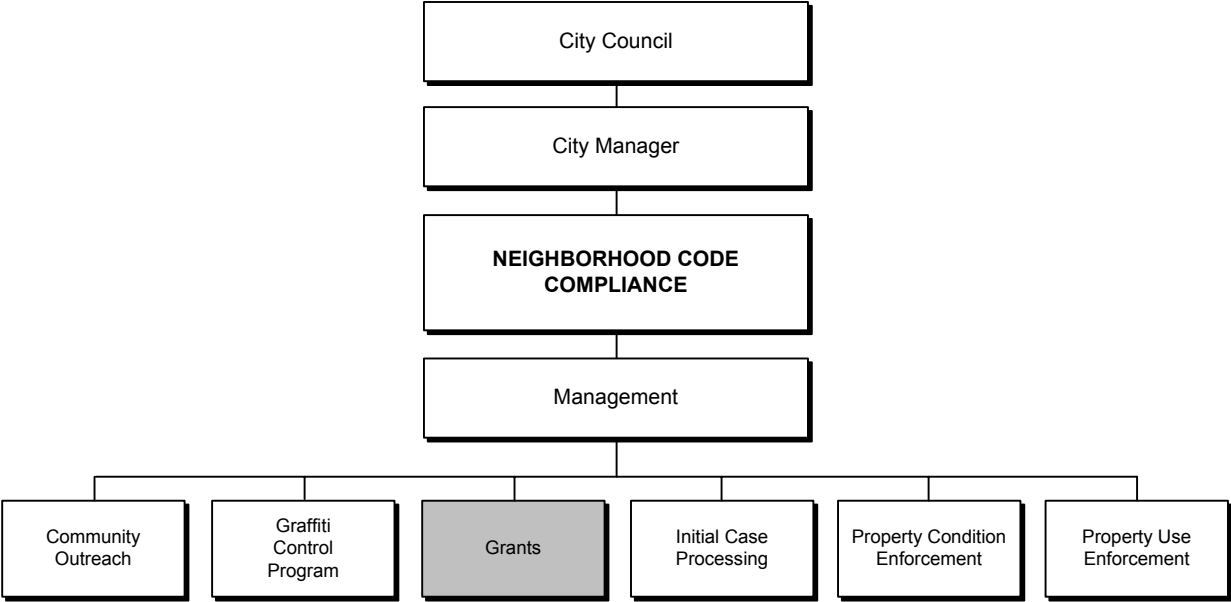 City Council
City Manager
NEIGHBORHOOD CODE
COMPLIANCE
Management
Community
Outreach
Graffiti
Control
Program
Grants
Initial Case
Processing
Property Condition
Enforcement
Property Use
Enforcement